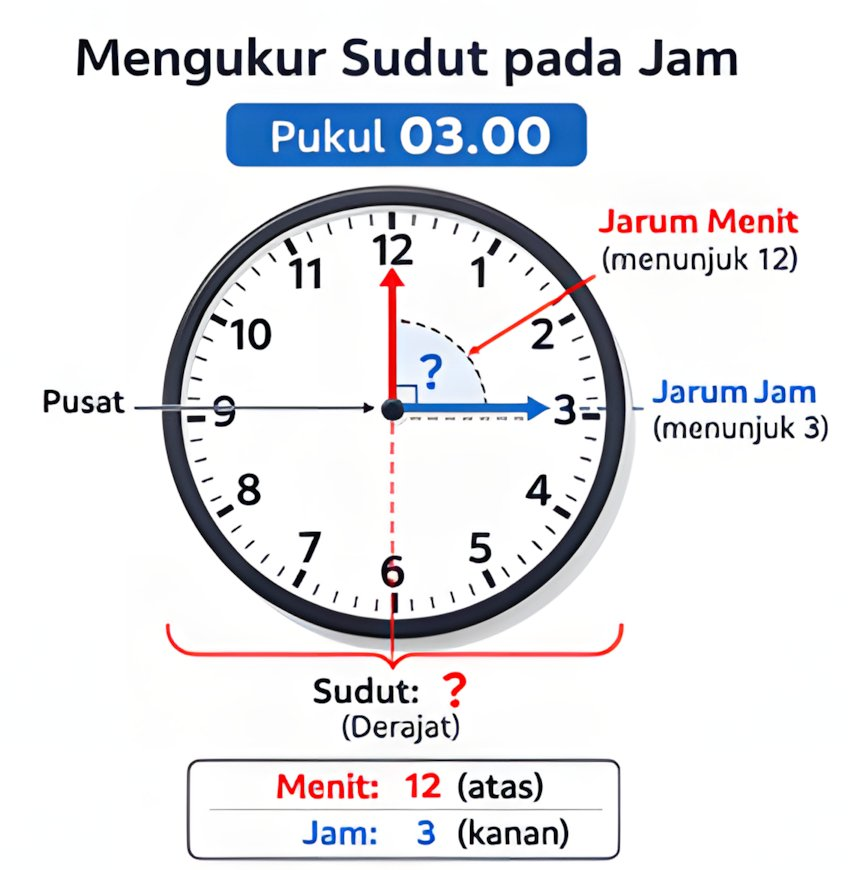 Mengukur Sudut pada Jam
Pukul 03.00
Jarum Menit
(menunjuk 12)
12
11
1
10
2
?
Pusat
9
3
Jarum Jam
(menunjuk 3)
8
4
7
5
6
Sudut: ?
(Derajat)
Menit: 12 (atas)
Jam: 3 (kanan)